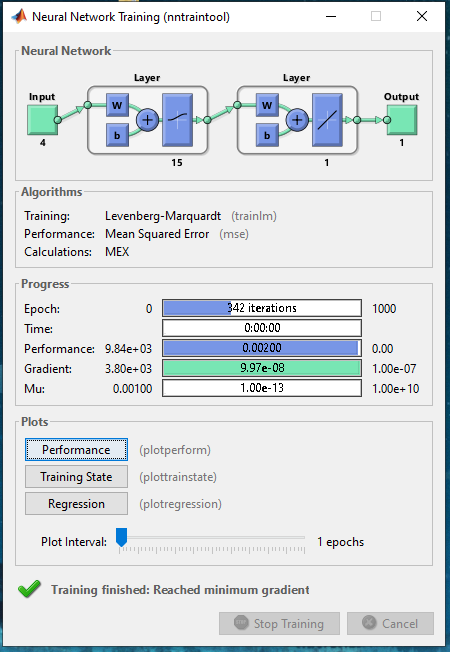 Neural Network Training (nntraintool)
Neural Network
Layer Layer
Input Output
W W
b b
4 15 1 1
Algorithms
Training: Levenberg-Marquardt (trainlm)
Performance: Mean Squared Error (mse)
Calculations: MEX
Progress
Epoch: 0 342 iterations 1000
Time: 0:00:00
Performance: 9.84e+03 0.00200 0.00
Gradient: 3.80e+03 9.97e-08 1.00e-07
Mu: 0.00100 1.00e-13 1.00e+10
Plots
Performance (plotperform)
Training State (plottrainstate)
Regression (plotregression)
Plot Interval: 1 epochs
Training finished: Reached minimum gradient
Stop Training Cancel